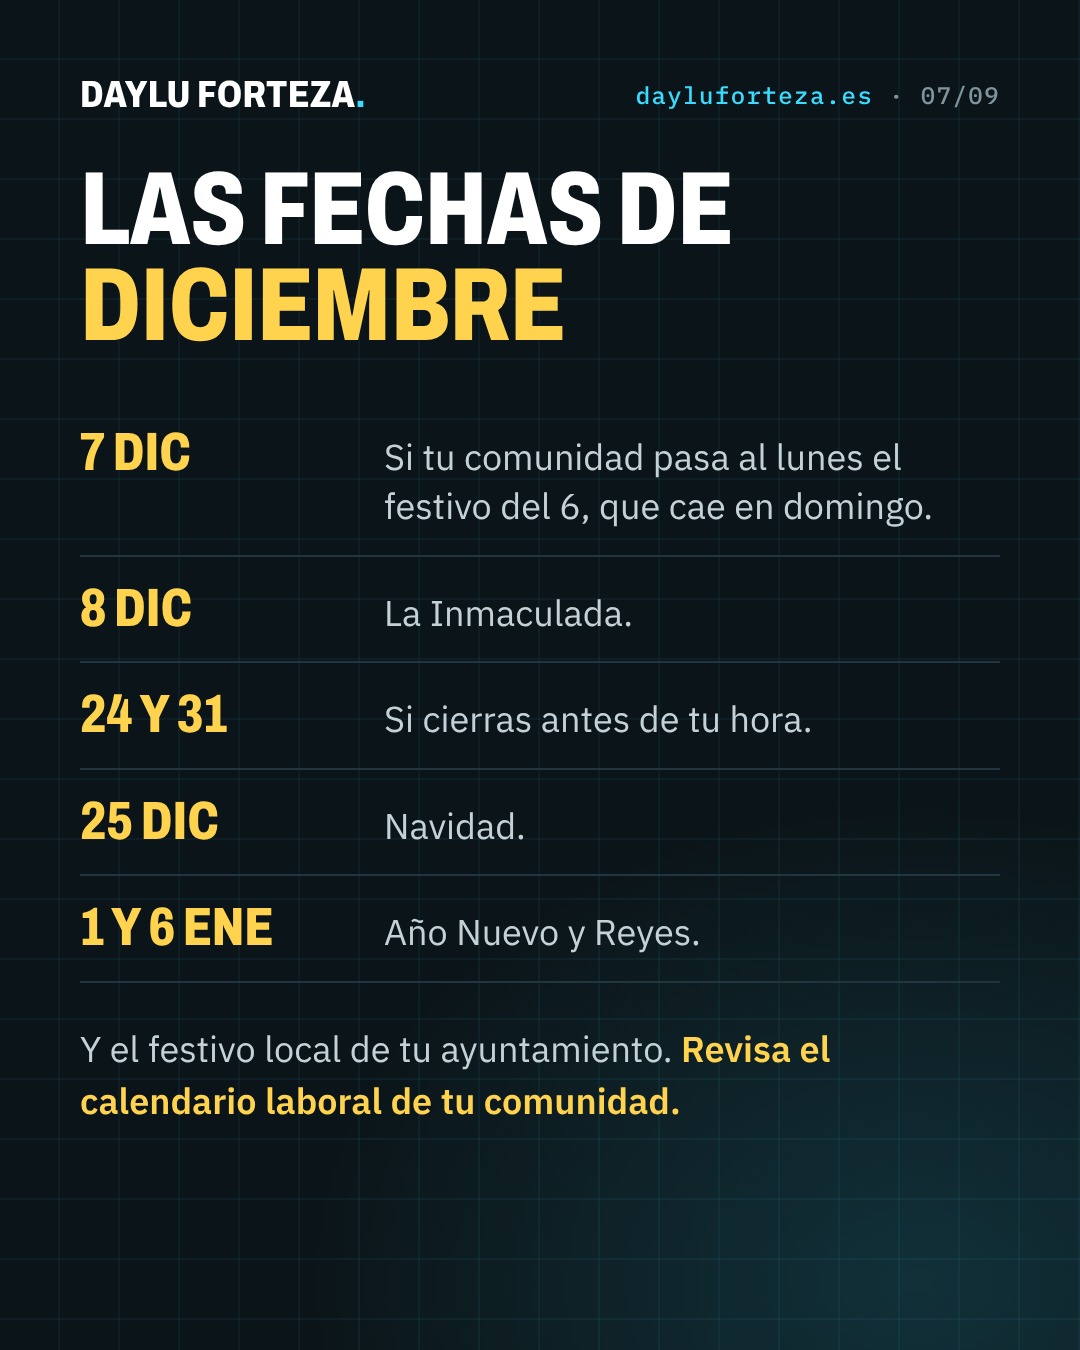 DAYLU FORTEZA.
dayluforteza.es · 07/09
LAS FECHAS DE
DICIEMBRE
7 DIC
Si tu comunidad pasa al lunes el
festivo del 6, que cae en domingo.
8 DIC
La Inmaculada.
24 Y 31
Si cierras antes de tu hora.
25 DIC
Navidad.
1 Y 6 ENE
Año Nuevo y Reyes.
Y el festivo local de tu ayuntamiento. Revisa el
calendario laboral de tu comunidad.